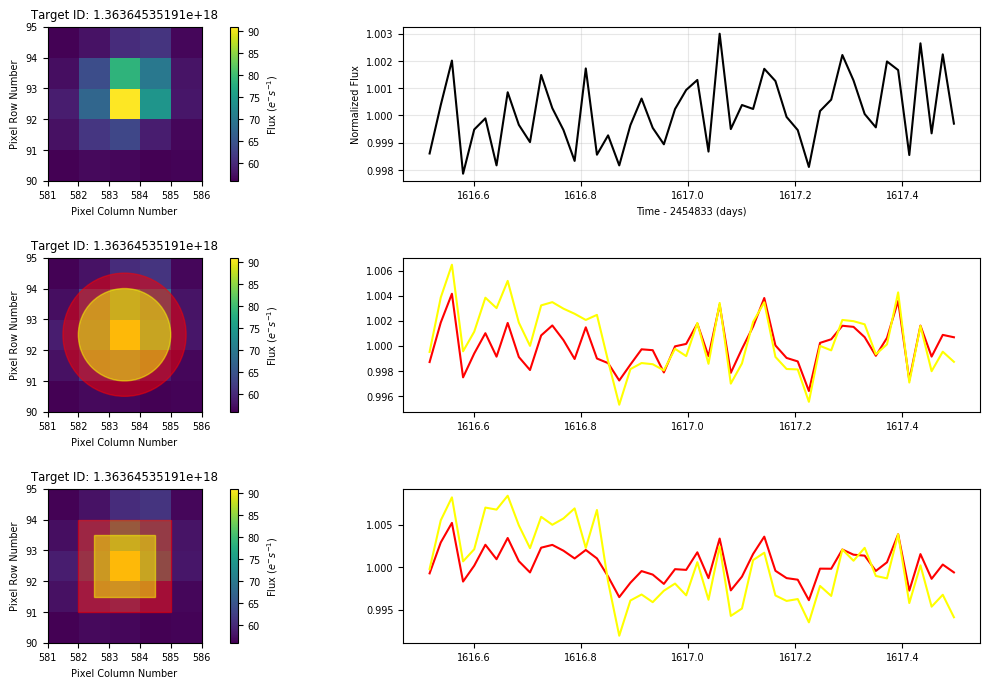 Target ID: 1.36364535191e+18
95
94
93
92
91
90
Pixel Row Number
581 582 583 584 585 586
Pixel Column Number
90
85
80
75
70
65
60
Flux (e⁻s⁻¹)
1.003
1.002
1.001
1.000
0.999
0.998
Normalized Flux
1616.6 1616.8 1617.0 1617.2 1617.4
Time - 2454833 (days)
Target ID: 1.36364535191e+18
95
94
93
92
91
90
Pixel Row Number
581 582 583 584 585 586
Pixel Column Number
90
85
80
75
70
65
60
Flux (e⁻s⁻¹)
1.006
1.004
1.002
1.000
0.998
0.996
1616.6 1616.8 1617.0 1617.2 1617.4
Target ID: 1.36364535191e+18
95
94
93
92
91
90
Pixel Row Number
581 582 583 584 585 586
Pixel Column Number
90
85
80
75
70
65
60
Flux (e⁻s⁻¹)
1.005
1.000
0.995
1616.6 1616.8 1617.0 1617.2 1617.4